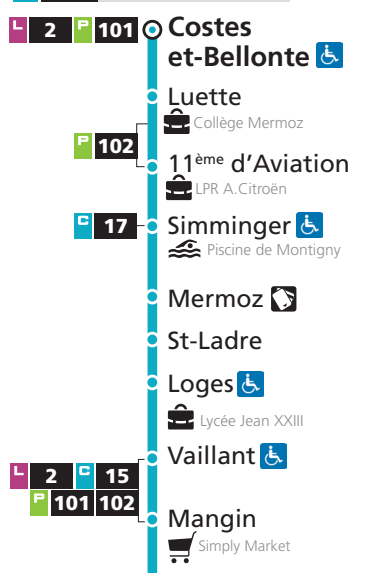 L 2 P 101 Costes
et-Bellonte
Luette
Collège Mermoz
P 102
11ème d'Aviation
LPR A.Citroën
C 17 Simminger
Piscine de Montigny
Mermoz
St-Ladre
Loges
Lycée Jean XXIII
Vaillant
L 2 C 15
P 101 102
Mangin
Simply Market